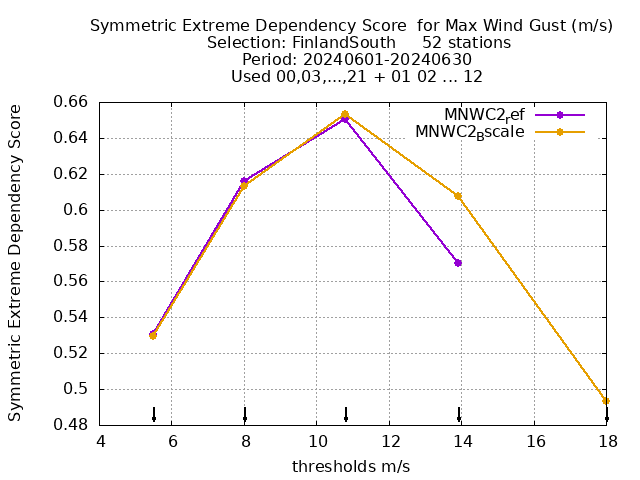 Symmetric Extreme Dependency Score  for Max Wind Gust (m/s)
Selection: FinlandSouth     52 stations
Period: 20240601-20240630
Used 00,03,...,21 + 01 02 ... 12
MNWC2_ref
MNWC2_Bscale
Symmetric Extreme Dependency Score
0.66
0.64
0.62
0.6
0.58
0.56
0.54
0.52
0.5
0.48
4 6 8 10 12 14 16 18
thresholds m/s